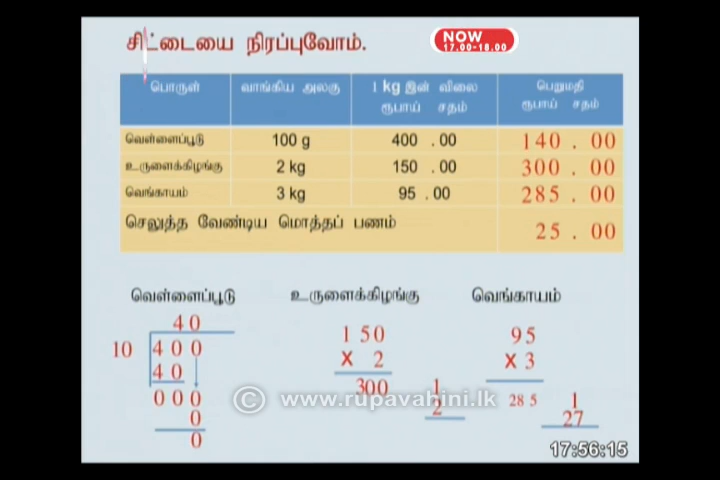 சிட்டையை நிரப்புவோம்.
NOW
17.00-18.00
பொருள் வாங்கிய அலகு 1 kg இன் விலை ரூபாய் சதம் பெறுமதி ரூபாய் சதம்
வெள்ளைப்பூடு 100 g 400 . 00 140 . 00
உருளைக்கிழங்கு 2 kg 150 . 00 300 . 00
வெங்காயம் 3 kg 95 . 00 285 . 00
செலுத்த வேண்டிய மொத்தப் பணம் 25 . 00
வெள்ளைப்பூடு உருளைக்கிழங்கு வெங்காயம்
40
10 400
40
000
0
0
150
X 2
300
1
2
95
X 3
285
1
27
© www.rupavahini.lk
17:56:15